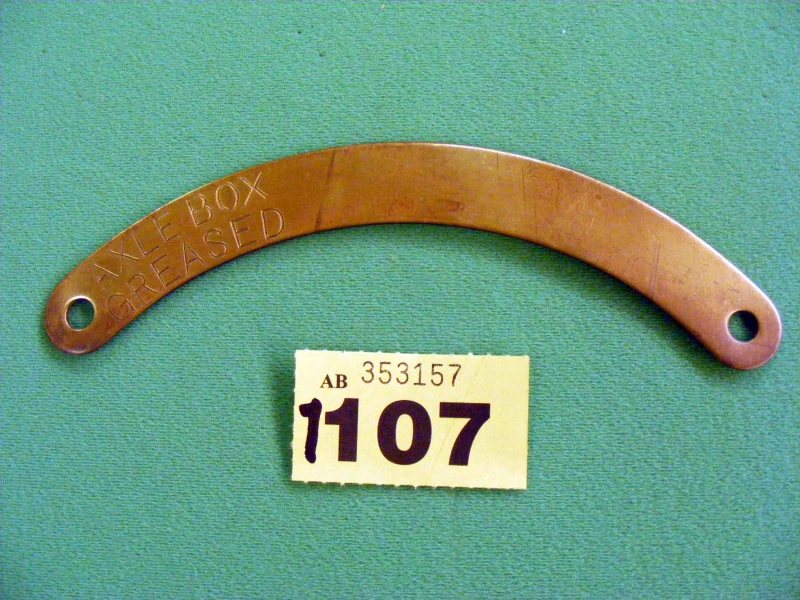 AXLE BOX
GREASED
AB 353157
1107